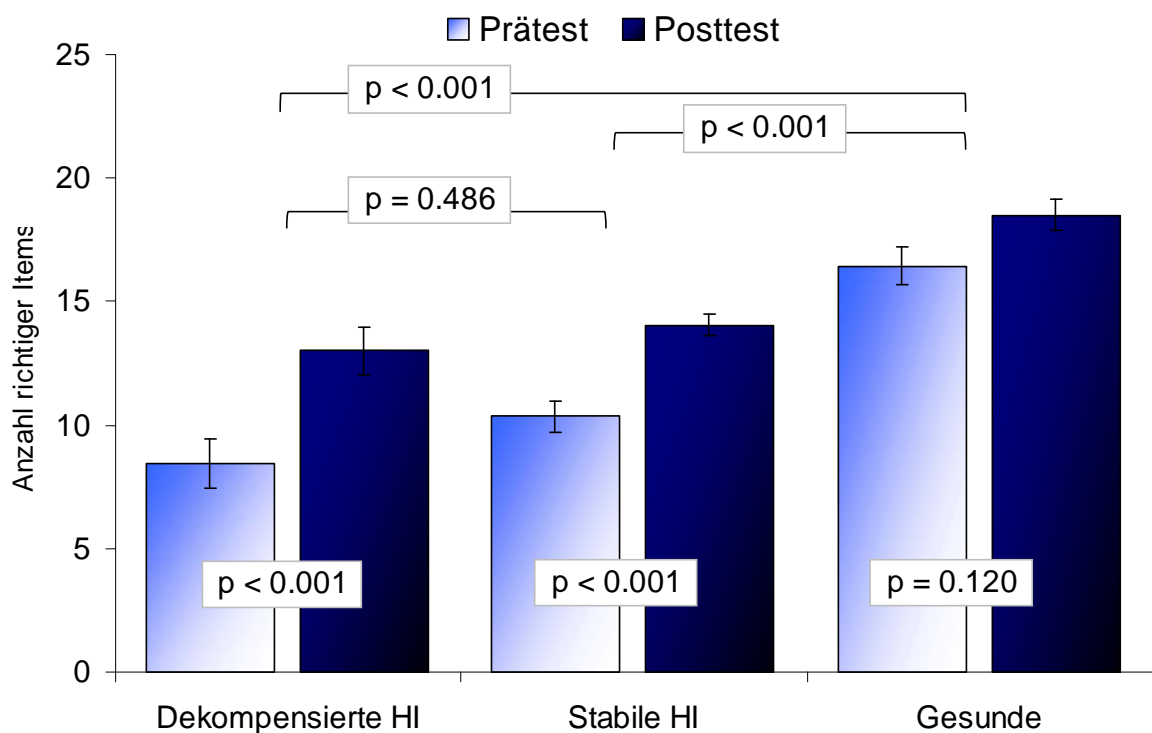 Prätest Posttest
25
p < 0.001
p < 0.001
20
p = 0.486
15
Anzahl richtiger Items
10
5
p < 0.001 p < 0.001 p = 0.120
0
Dekompensierte HI Stabile HI Gesunde